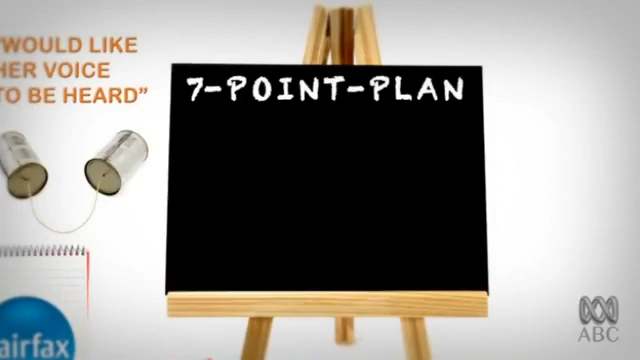 "WOULD LIKE
HER VOICE
TO BE HEARD"
7-POINT-PLAN
airfax
ABC